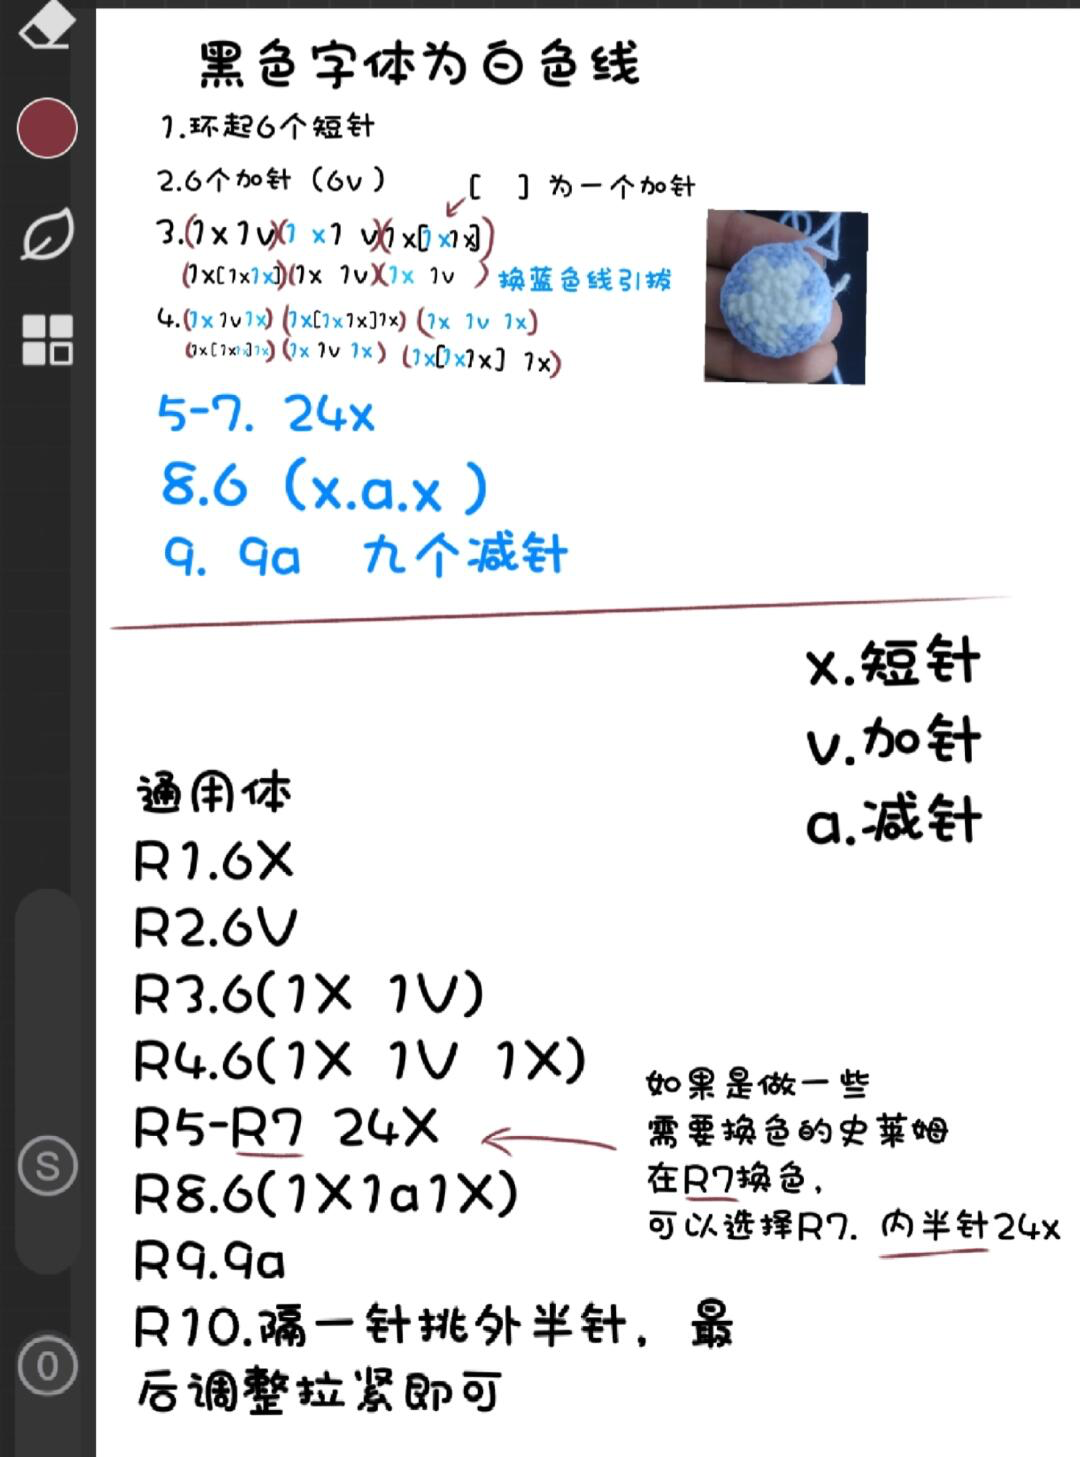 黑色字体为白色线
1.环起6个短针
2.6个加针（6v）
[ ] 为一个加针
3.(1x1v)(1x1 v)(1x[1x1x])
(1x[1x1x])(1x 1v)(1x 1v ) 换蓝色线引拔
4.(1x1v1x) (1x[1x1x]1x) (1x 1v 1x)
(1x[1x1x]1x)(1x 1v 1x) (1x[1x1x] 1x)
5-7. 24x
8.6 (x.a.x )
9. 9a 九个减针
x.短针
v.加针
a.减针
通用体
R1.6X
R2.6V
R3.6(1X 1V)
R4.6(1X 1V 1X)
R5-R7 24X
R8.6(1X1a1X)
R9.9a
R10.隔一针挑外半针，最
后调整拉紧即可
如果是做一些
需要换色的史莱姆
在R7换色，
可以选择R7. 内半针24x
S
0